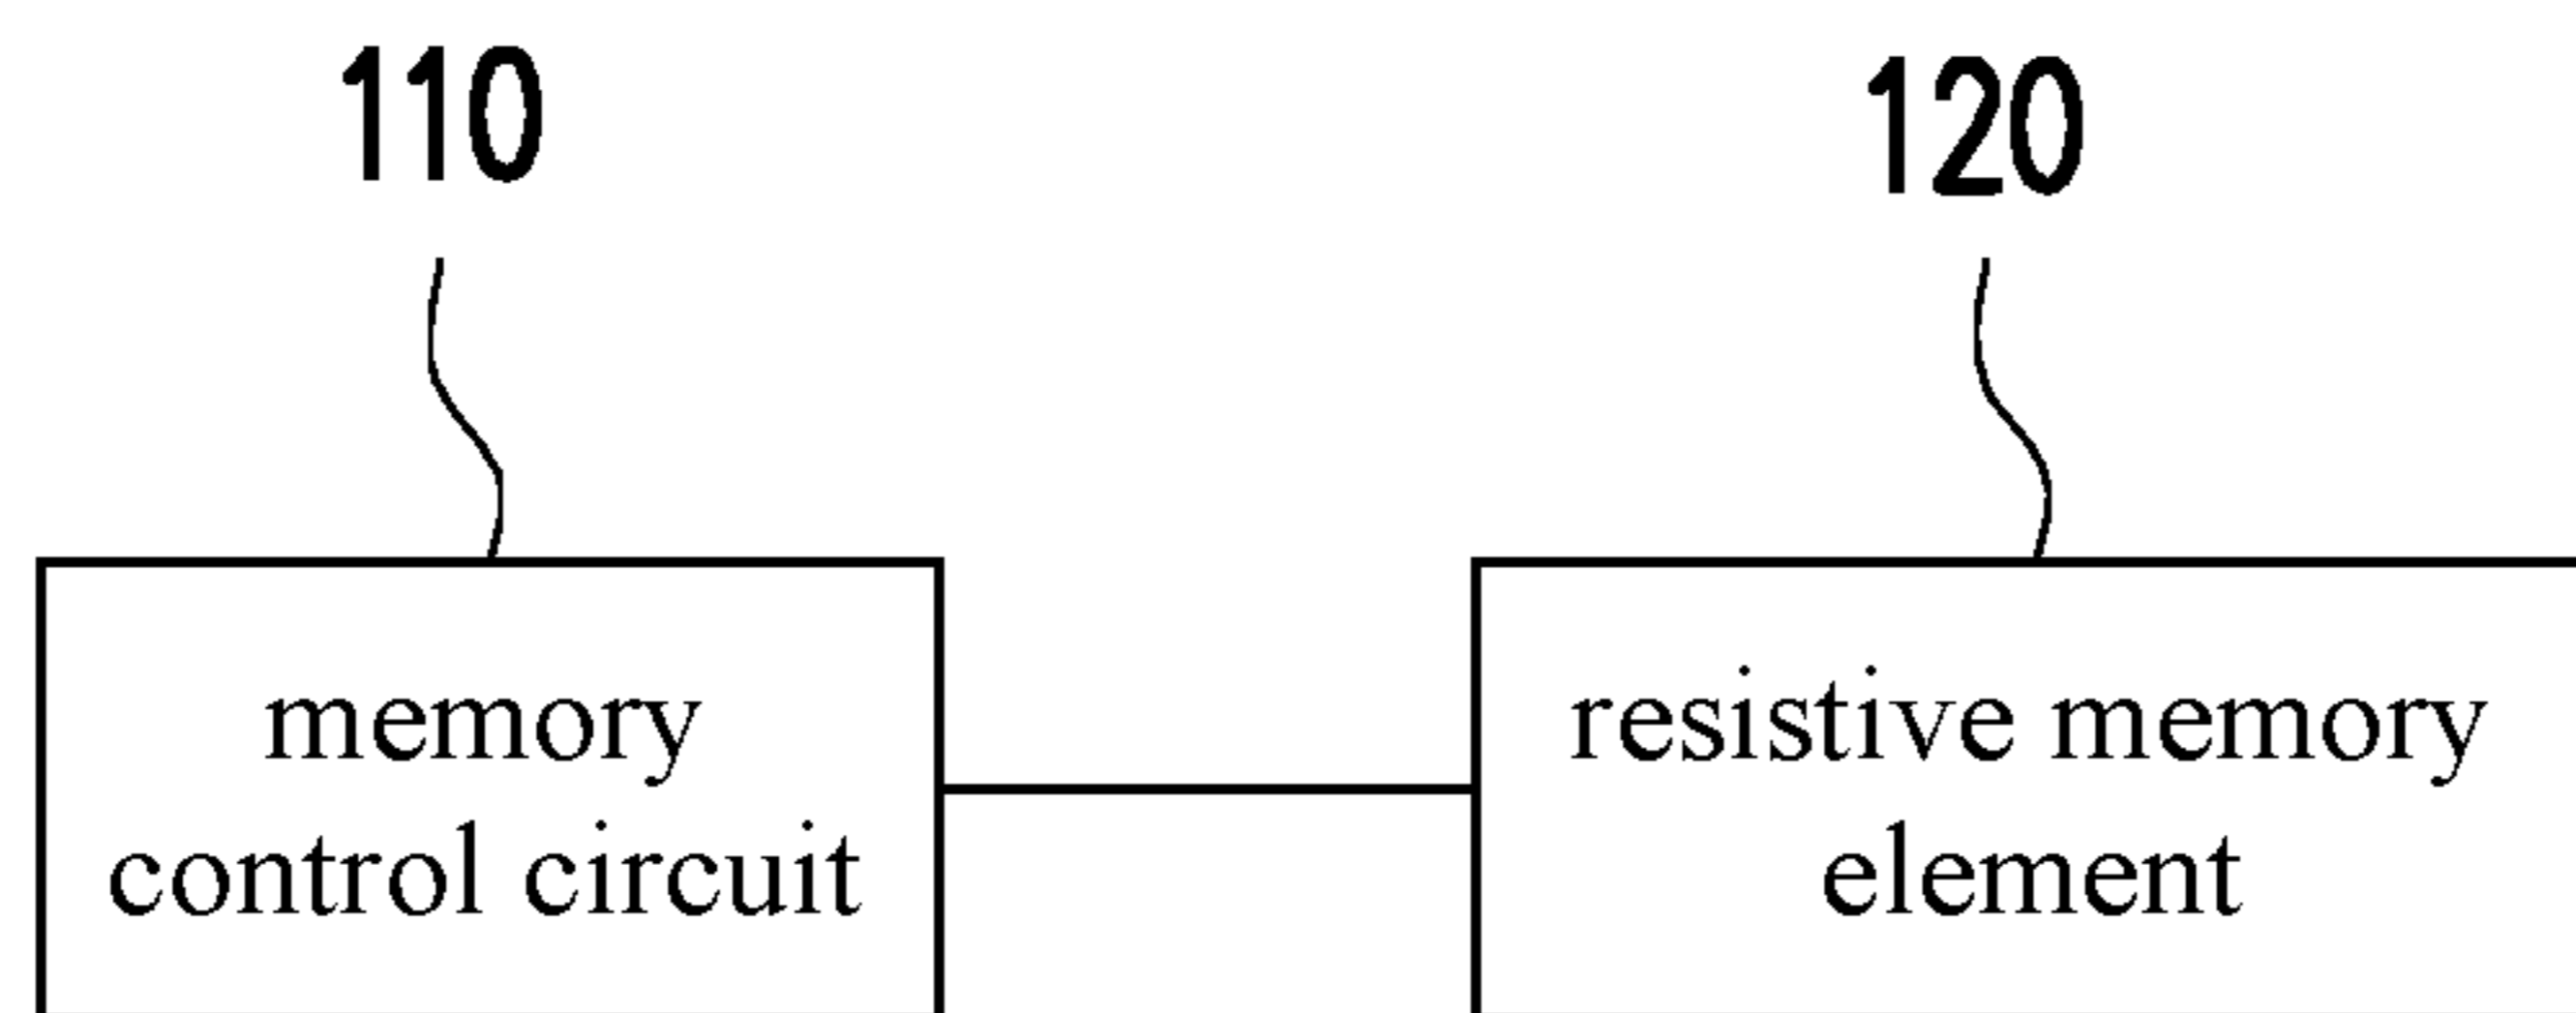 110
120
memory
control circuit
resistive memory
element